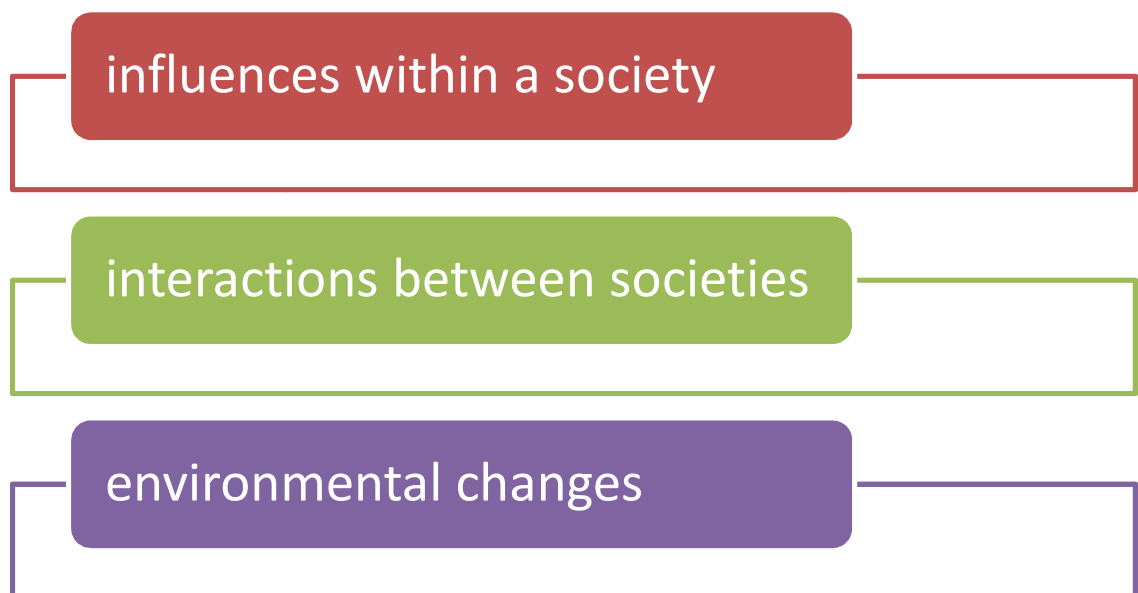 influences within a society
interactions between societies
environmental changes